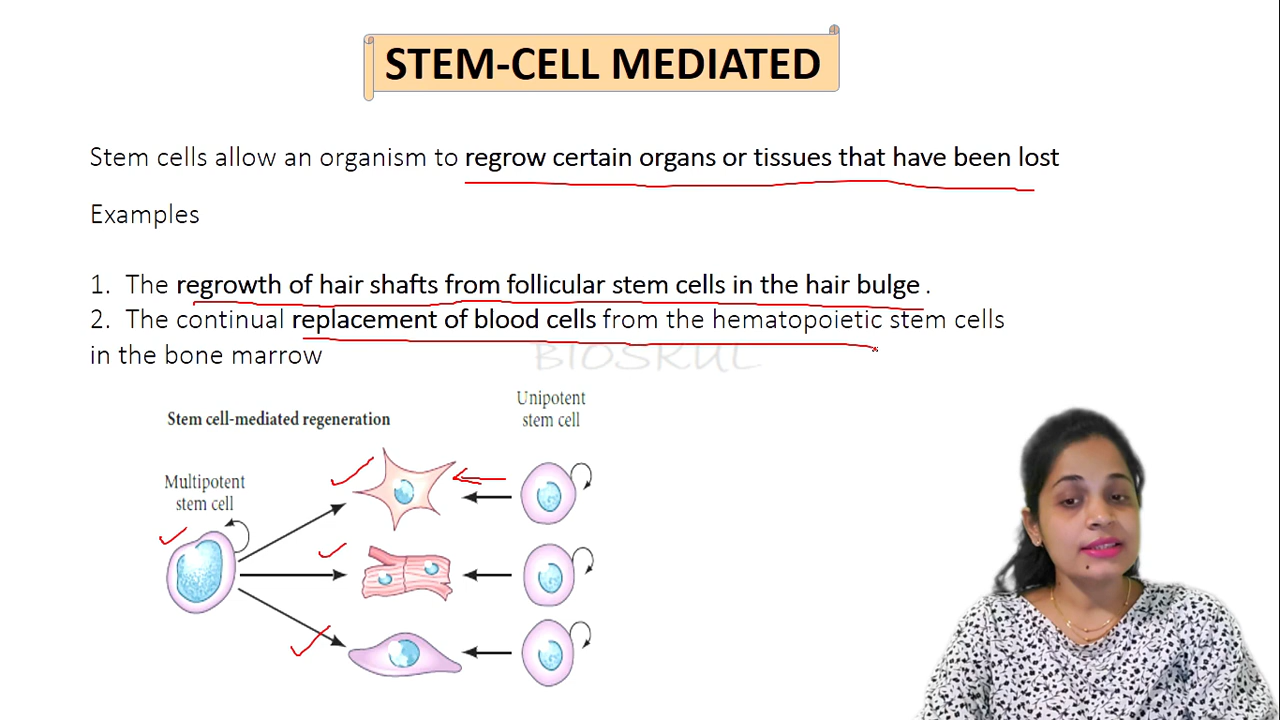 STEM-CELL MEDIATED
Stem cells allow an organism to regrow certain organs or tissues that have been lost
Examples
1. The regrowth of hair shafts from follicular stem cells in the hair bulge .
2. The continual replacement of blood cells from the hematopoietic stem cells
in the bone marrow
BIOSKUL
Unipotent
stem cell
Stem cell-mediated regeneration
Multipotent
stem cell